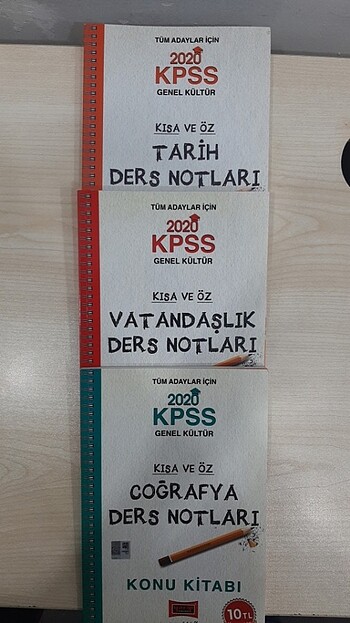 TÜM ADAYLAR İÇİN
2020
KPSS
GENEL KÜLTÜR
KISA VE ÖZ
TARİH
DERS NOTLARI
TÜM ADAYLAR İÇİN
2020
KPSS
GENEL KÜLTÜR
KISA VE ÖZ
VATANDAŞLIK
DERS NOTLARI
TÜM ADAYLAR İÇİN
2020
KPSS
GENEL KÜLTÜR
KISA VE ÖZ
COĞRAFYA
DERS NOTLARI
KONU KİTABI
10 TL